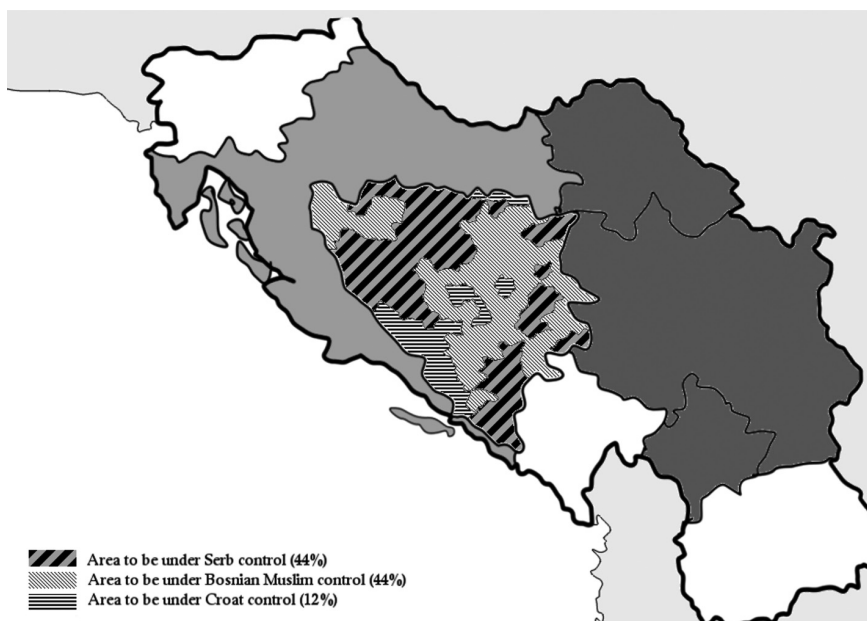 Area to be under Serb control (44%)
Area to be under Bosnian Muslim control (44%)
Area to be under Croat control (12%)